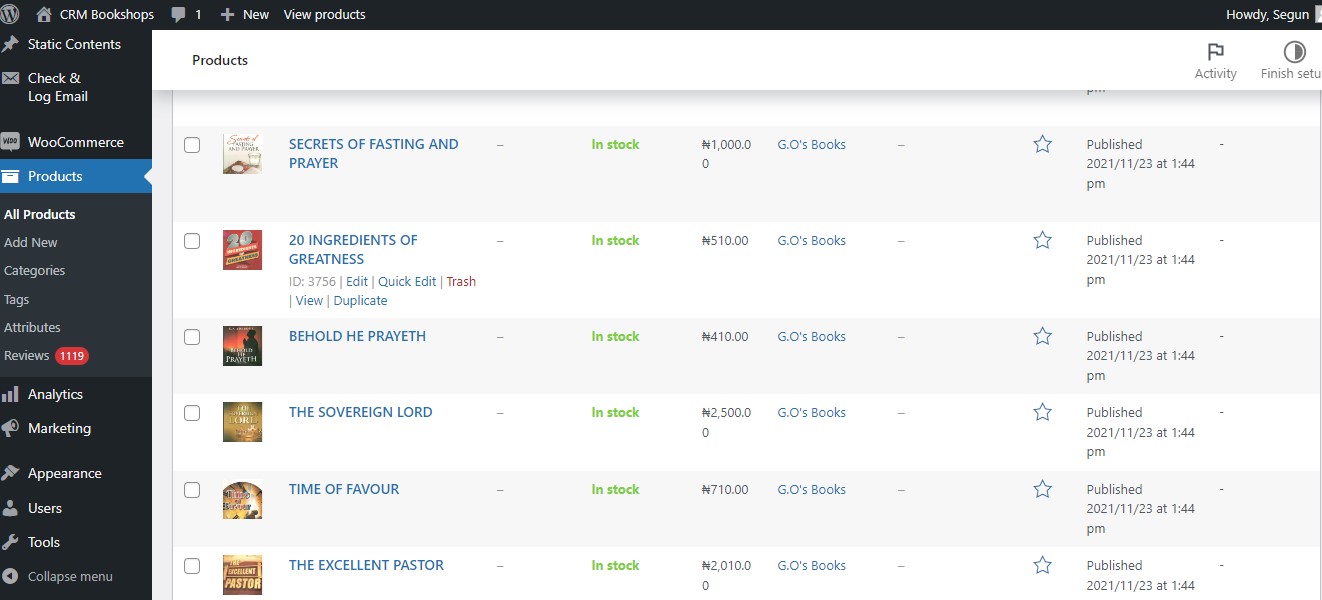 CRM Bookshops 1 New View products Howdy, Segun
Static Contents
Check &
Log Email
WooCommerce
Products
All Products
Add New
Categories
Tags
Attributes
Reviews 1119
Analytics
Marketing
Appearance
Users
Tools
Collapse menu
Products
Activity
Finish setu
pm
SECRETS OF FASTING AND
PRAYER
–
In stock
₦1,000.0
0
G.O's Books
–
Published
2021/11/23 at 1:44
pm
-
20 INGREDIENTS OF
GREATNESS
ID: 3756 | Edit | Quick Edit | Trash
| View | Duplicate
–
In stock
₦510.00
G.O's Books
–
Published
2021/11/23 at 1:44
pm
-
BEHOLD HE PRAYETH
–
In stock
₦410.00
G.O's Books
–
Published
2021/11/23 at 1:44
pm
-
THE SOVEREIGN LORD
–
In stock
₦2,500.0
0
G.O's Books
–
Published
2021/11/23 at 1:44
pm
-
TIME OF FAVOUR
–
In stock
₦710.00
G.O's Books
–
Published
2021/11/23 at 1:44
pm
-
THE EXCELLENT PASTOR
–
In stock
₦2,010.0
0
G.O's Books
–
Published
2021/11/23 at 1:44
-